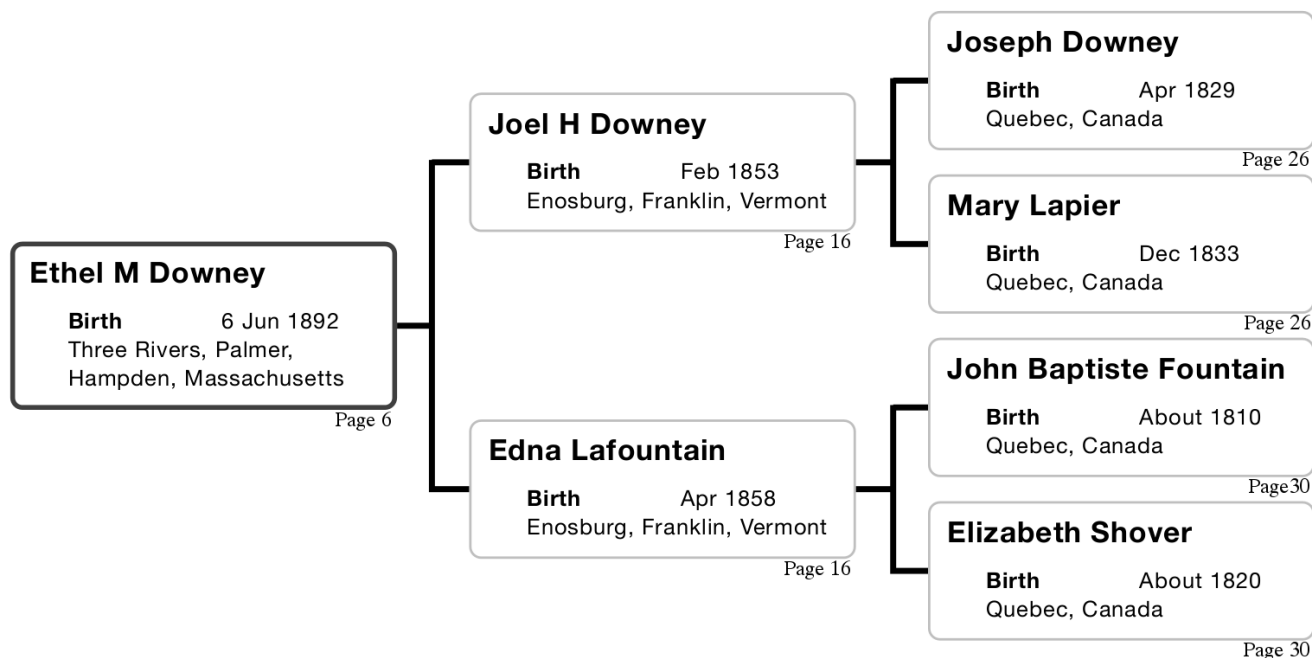 Ethel M Downey
Birth 6 Jun 1892
Three Rivers, Palmer,
Hampden, Massachusetts
Page 6
Joel H Downey
Birth Feb 1853
Enosburg, Franklin, Vermont
Page 16
Edna Lafountain
Birth Apr 1858
Enosburg, Franklin, Vermont
Page 16
Joseph Downey
Birth Apr 1829
Quebec, Canada
Page 26
Mary Lapier
Birth Dec 1833
Quebec, Canada
Page 26
John Baptiste Fountain
Birth About 1810
Quebec, Canada
Page30
Elizabeth Shover
Birth About 1820
Quebec, Canada
Page 30